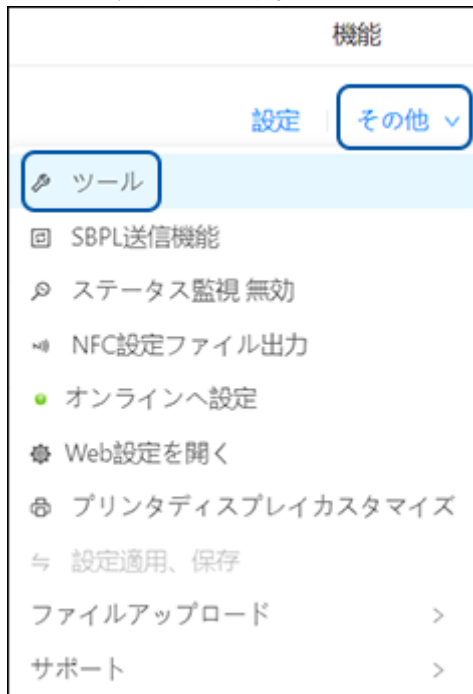 機能
設定 その他
ツール
SBPL送信機能
ステータス監視 無効
NFC設定ファイル出力
オンラインへ設定
Web設定を開く
プリンタディスプレイカスタマイズ
設定適用、保存
ファイルアップロード
サポート